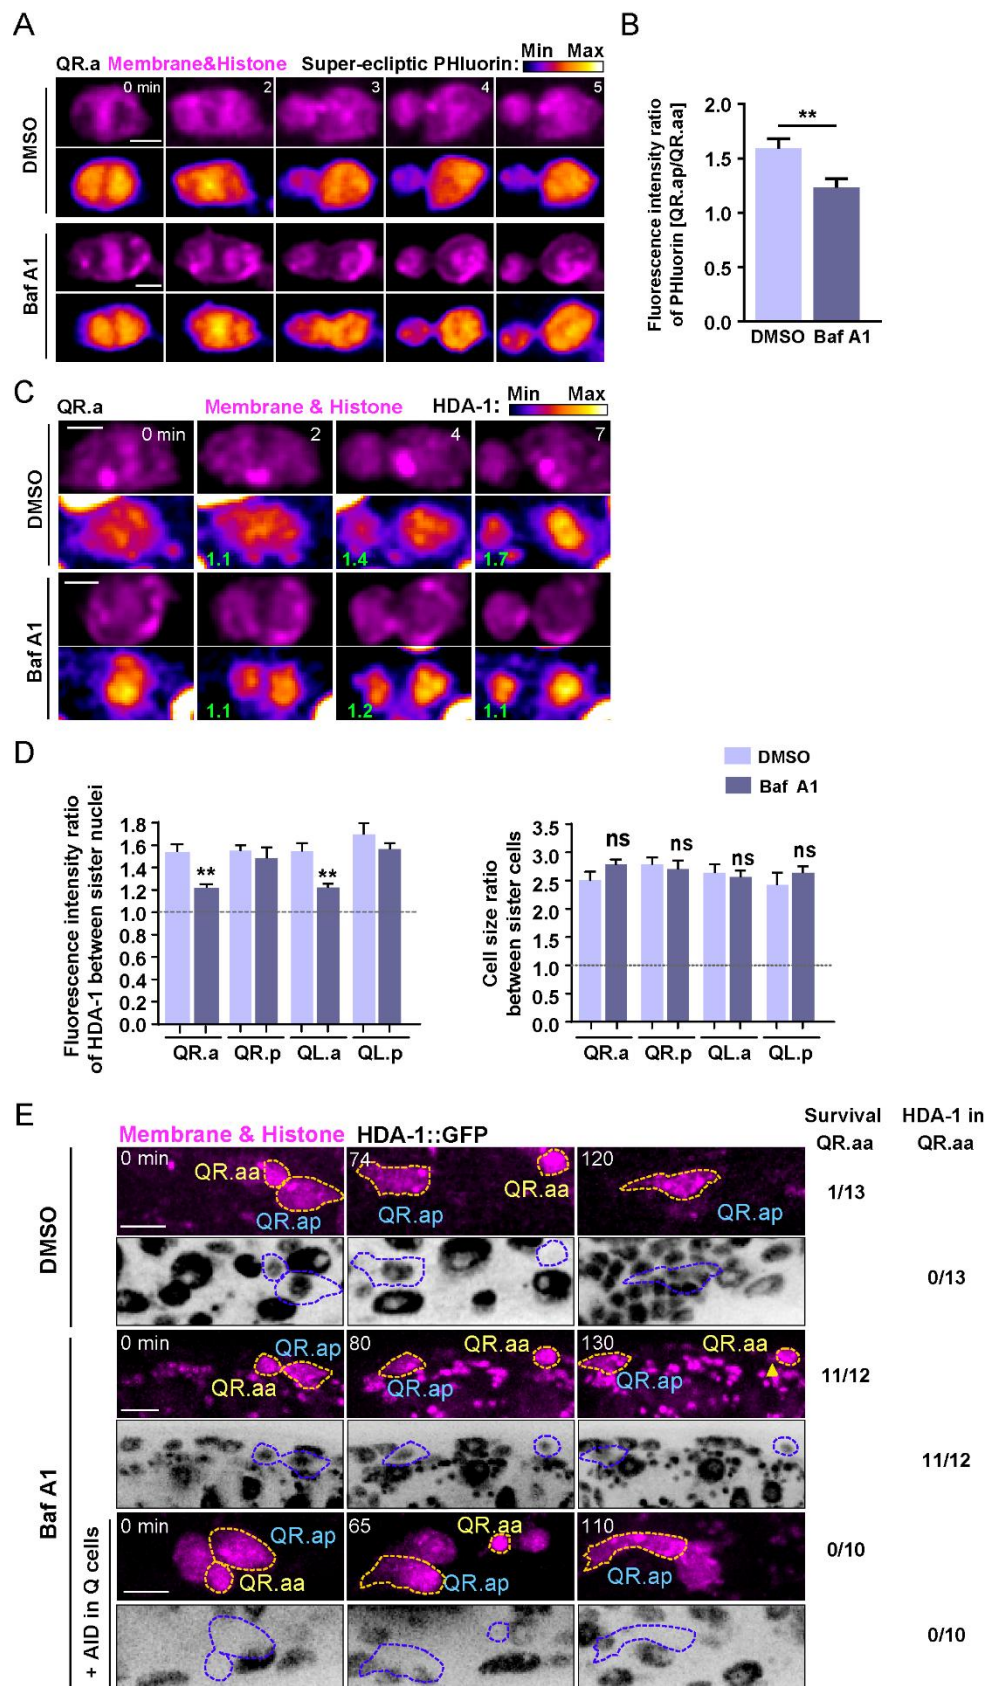 A
QR.a Membrane&Histone Super-ecliptic PHluorin: Min Max
0 min 2 3 4 5
DMSO
Baf A1
B
Fluorescence intensity ratio
of PHluorin [QR.ap/QR.aa]
2.0
1.5
1.0
0.5
0.0
**
DMSO Baf A1
C
QR.a Membrane & Histone HDA-1: Min Max
0 min 2 4 7
DMSO
1.1 1.4 1.7
Baf A1
1.1 1.2 1.1
D
DMSO
Baf A1
Fluorescence intensity ratio
of HDA-1 between sister nuclei
1.8
1.6
1.4
1.2
1.0
0.8
0.6
0.4
0.2
0.0
** **
QR.a QR.p QL.a QL.p
Cell size ratio
between sister cells
3.5
3.0
2.5
2.0
1.5
1.0
0.5
0.0
ns ns ns ns
QR.a QR.p QL.a QL.p
E
Membrane & Histone HDA-1::GFP
Survival
QR.aa
HDA-1 in
QR.aa
DMSO
0 min QR.aa QR.ap
74 QR.aa QR.ap
120 QR.ap
1/13
0/13
Baf A1
0 min QR.ap QR.aa
80 QR.aa QR.ap
130 QR.aa QR.ap
11/12
11/12
+ AID in Q cells
0 min QR.ap QR.aa
65 QR.aa QR.ap
110 QR.ap
0/10
0/10